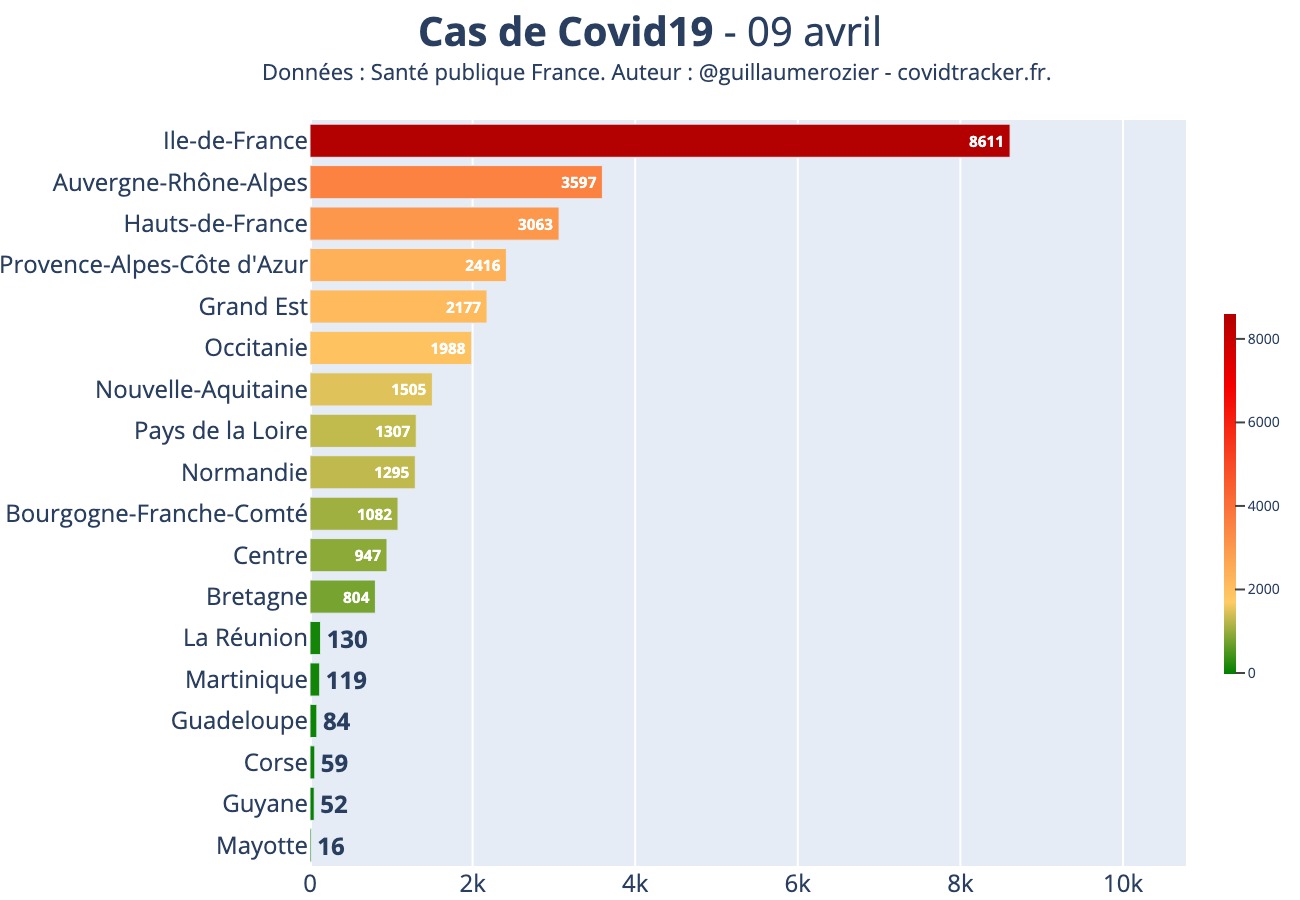 Cas de Covid19 - 09 avril
Données : Santé publique France. Auteur : @guillaumerozier - covidtracker.fr.
Ile-de-France 8611
Auvergne-Rhône-Alpes 3597
Hauts-de-France 3063
Provence-Alpes-Côte d'Azur 2416
Grand Est 2177
Occitanie 1988
Nouvelle-Aquitaine 1505
Pays de la Loire 1307
Normandie 1295
Bourgogne-Franche-Comté 1082
Centre 947
Bretagne 804
La Réunion 130
Martinique 119
Guadeloupe 84
Corse 59
Guyane 52
Mayotte 16
0 2k 4k 6k 8k 10k
8000
6000
4000
2000
0